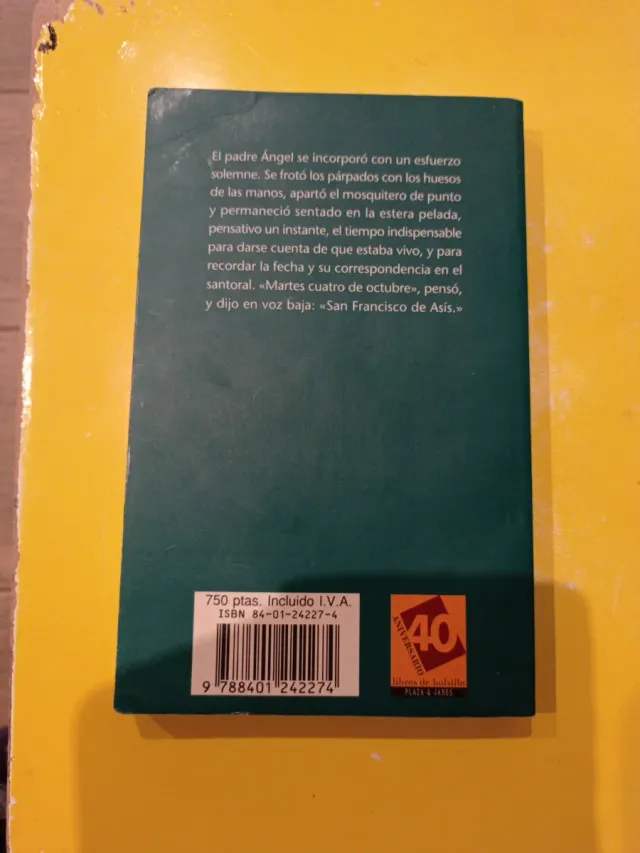 El padre Ángel se incorporó con un esfuerzo
solemne. Se frotó los párpados con los huesos
de las manos, apartó el mosquitero de punto
y permaneció sentado en la estera pelada,
pensativo un instante, el tiempo indispensable
para darse cuenta de que estaba vivo, y para
recordar la fecha y su correspondencia en el
santoral. «Martes cuatro de octubre», pensó,
y dijo en voz baja: «San Francisco de Asís.»
750 ptas. Incluido I.V.A.
ISBN 84-01-24227-4
9 788401 242274
40
ANIVERSARIO
libros de bolsillo
PLAZA & JANES